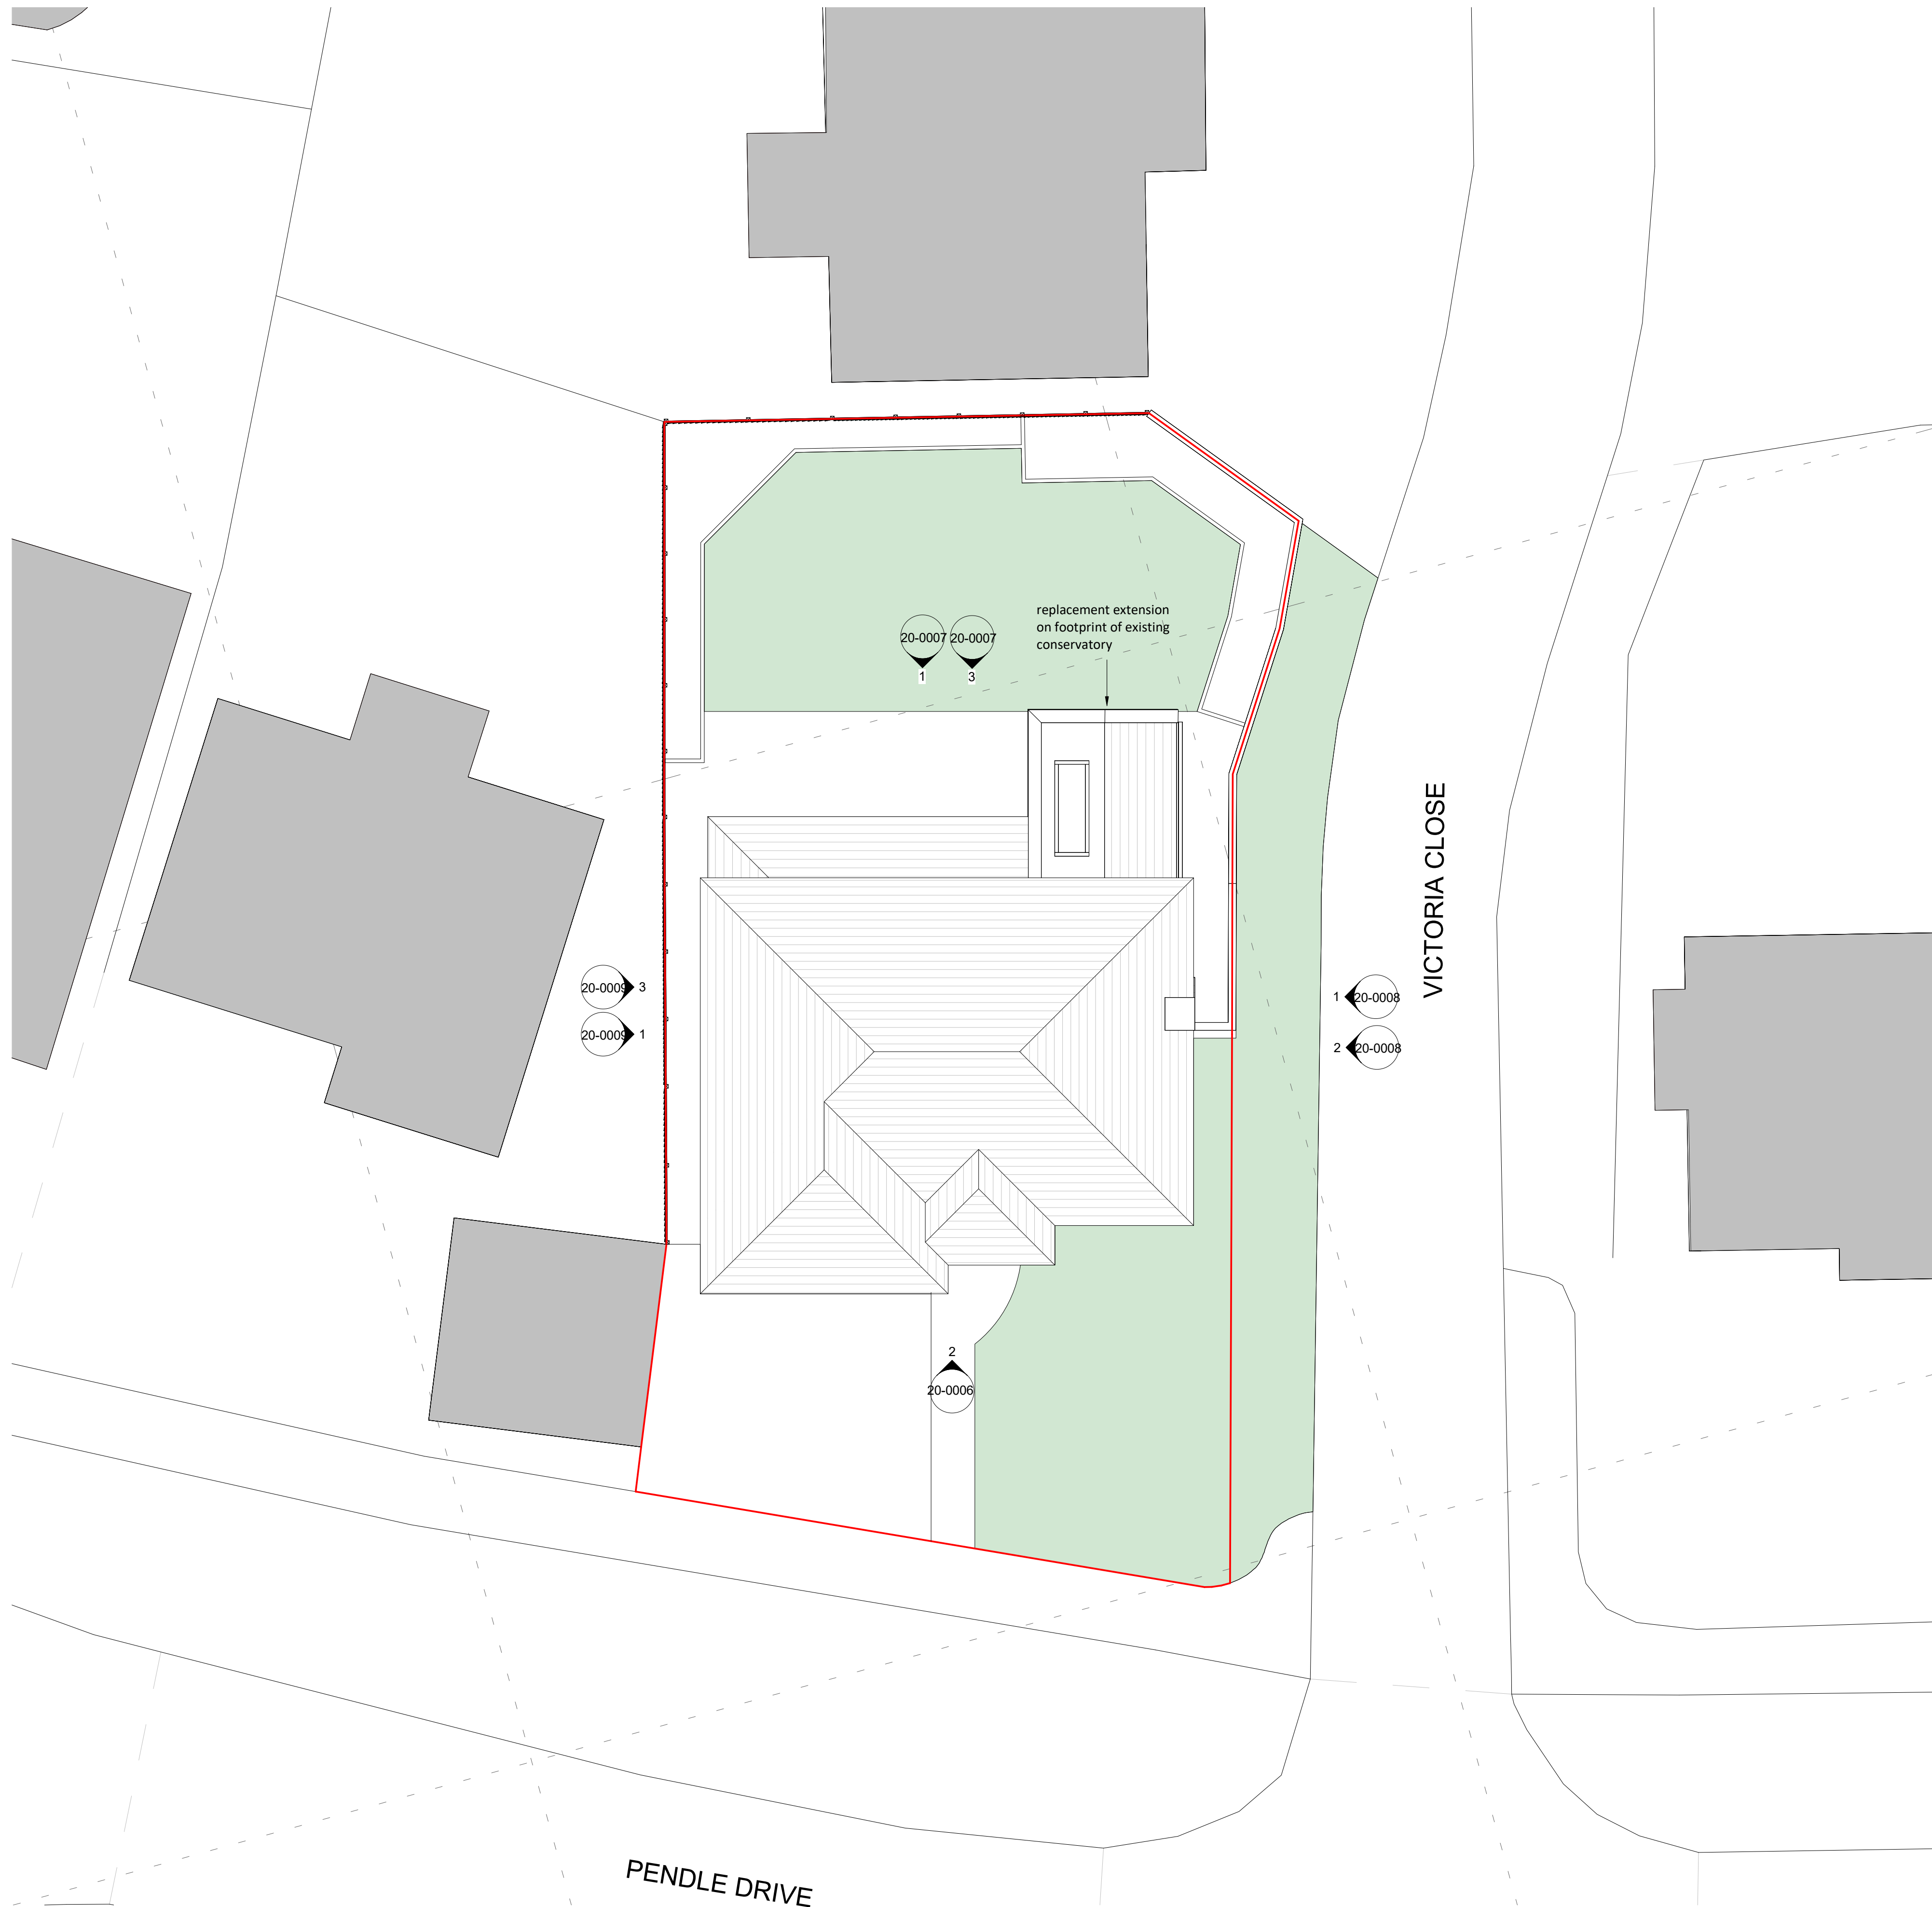 replacement extension
on footprint of existing
conservatory
20-0007
20-0007
1
3
VICTORIA CLOSE
20-0009
3
20-0009
1
1
20-0008
2
20-0008
2
20-0006
PENDLE DRIVE